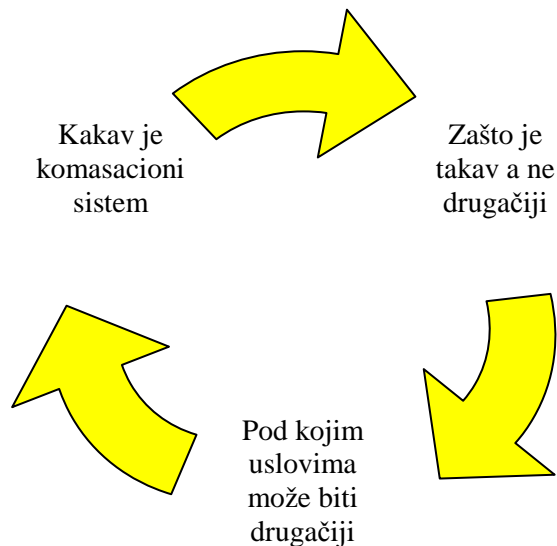 Kakav je
komasacioni
sistem
Zašto je
takav a ne
drugačiji
Pod kojim
uslovima
može biti
drugačiji